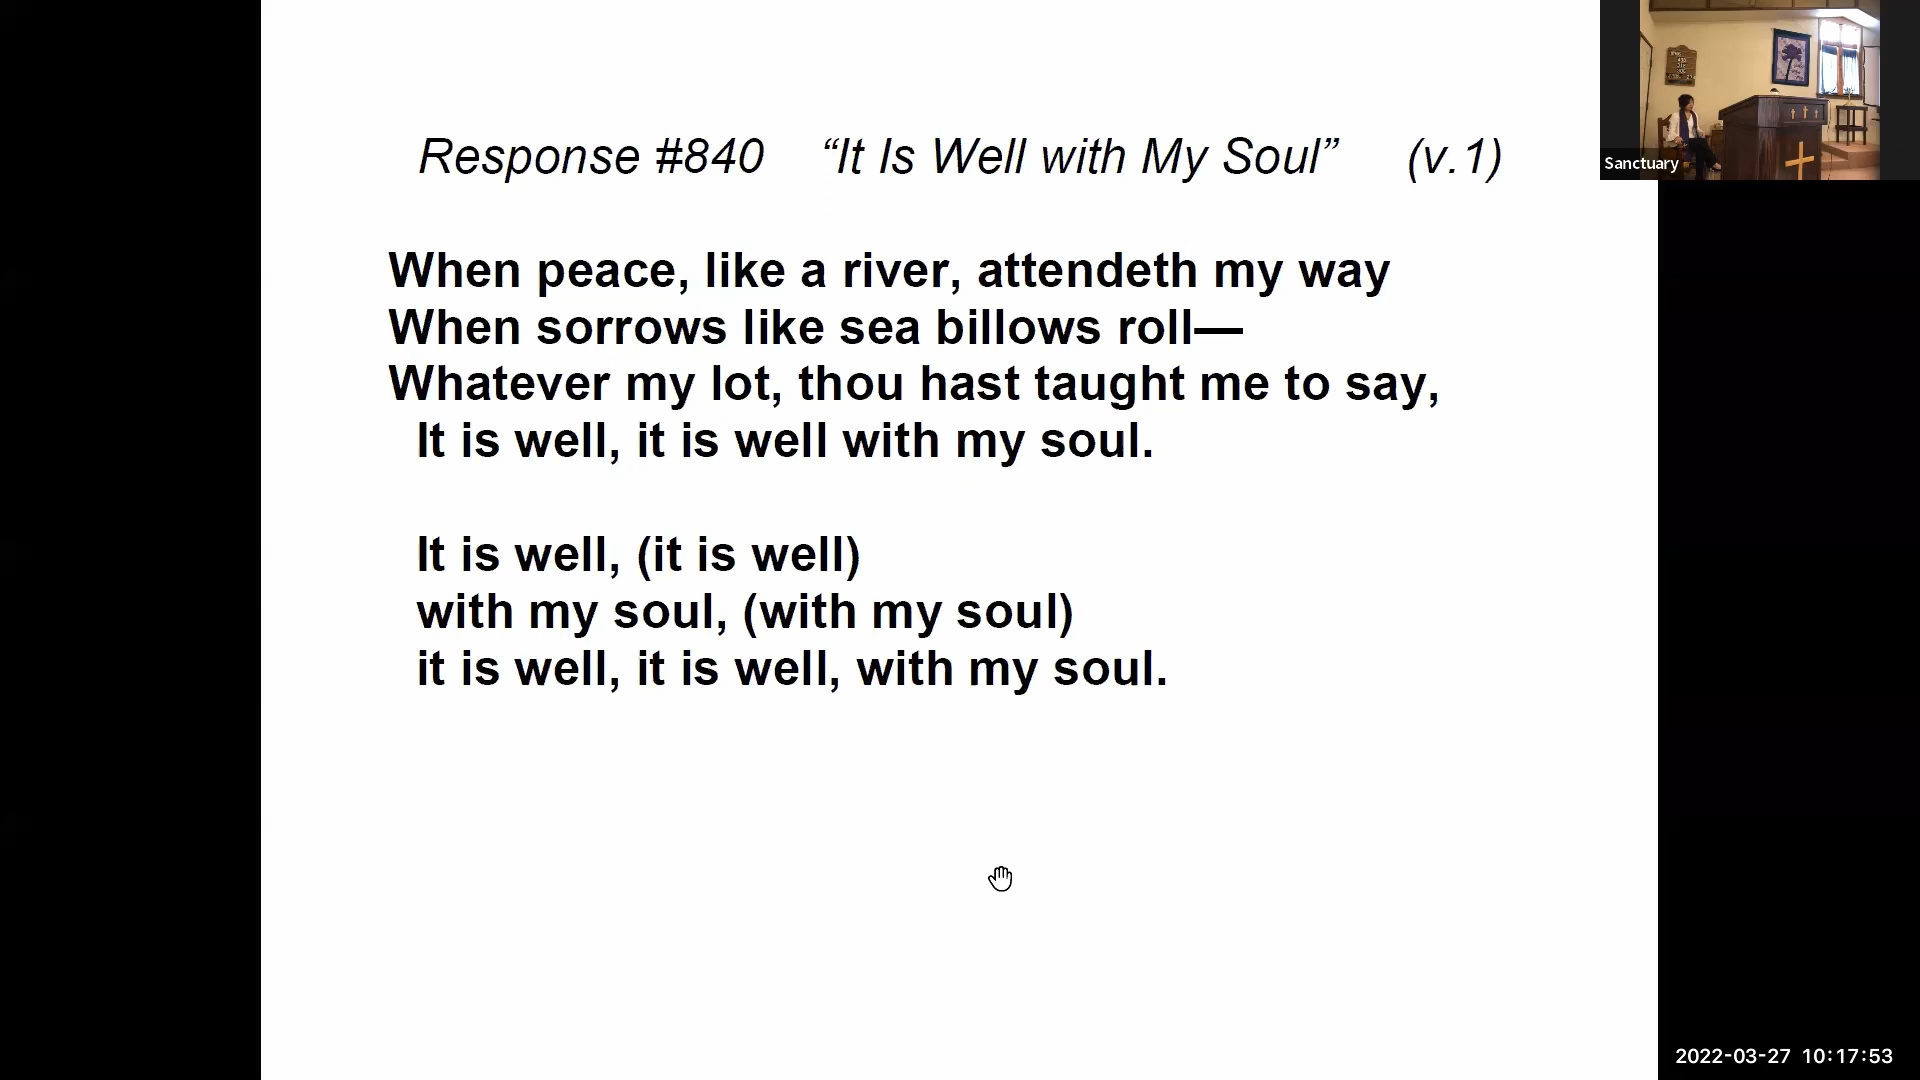 Response #840 “It Is Well with My Soul” (v.1)
When peace, like a river, attendeth my way
When sorrows like sea billows roll—
Whatever my lot, thou hast taught me to say,
It is well, it is well with my soul.
It is well, (it is well)
with my soul, (with my soul)
it is well, it is well, with my soul.
Sanctuary
2022-03-27 10:17:53